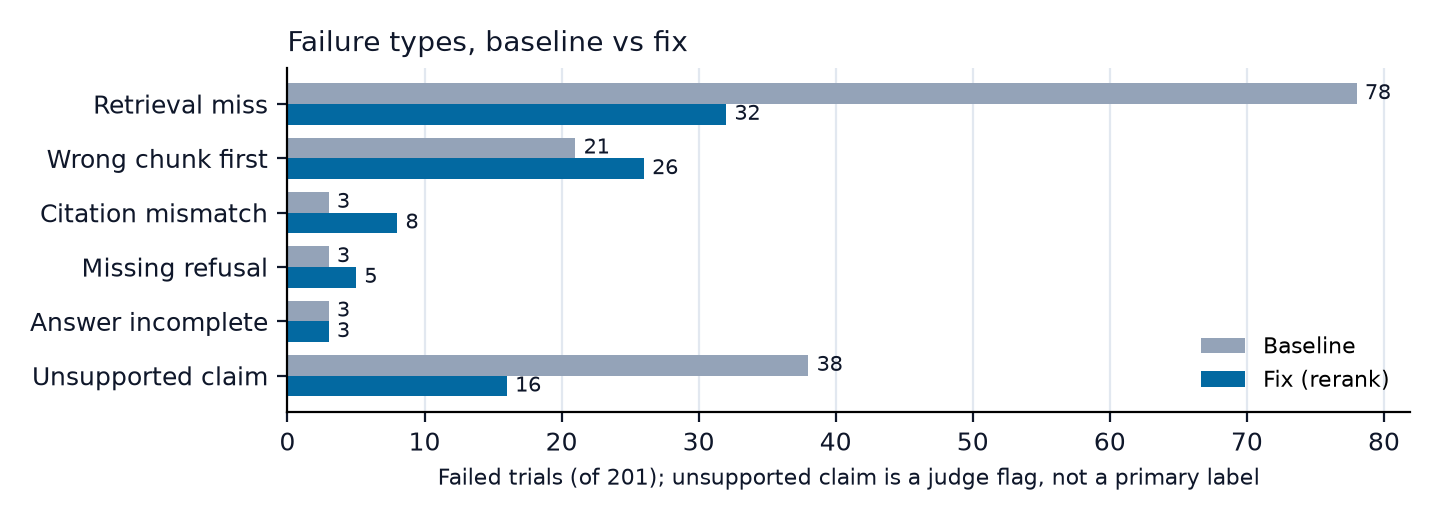 Failure types, baseline vs fix
Retrieval miss
78
32
Wrong chunk first
21
26
Citation mismatch
3
8
Missing refusal
3
5
Answer incomplete
3
3
Unsupported claim
38
16
Baseline
Fix (rerank)
0 10 20 30 40 50 60 70 80
Failed trials (of 201); unsupported claim is a judge flag, not a primary label